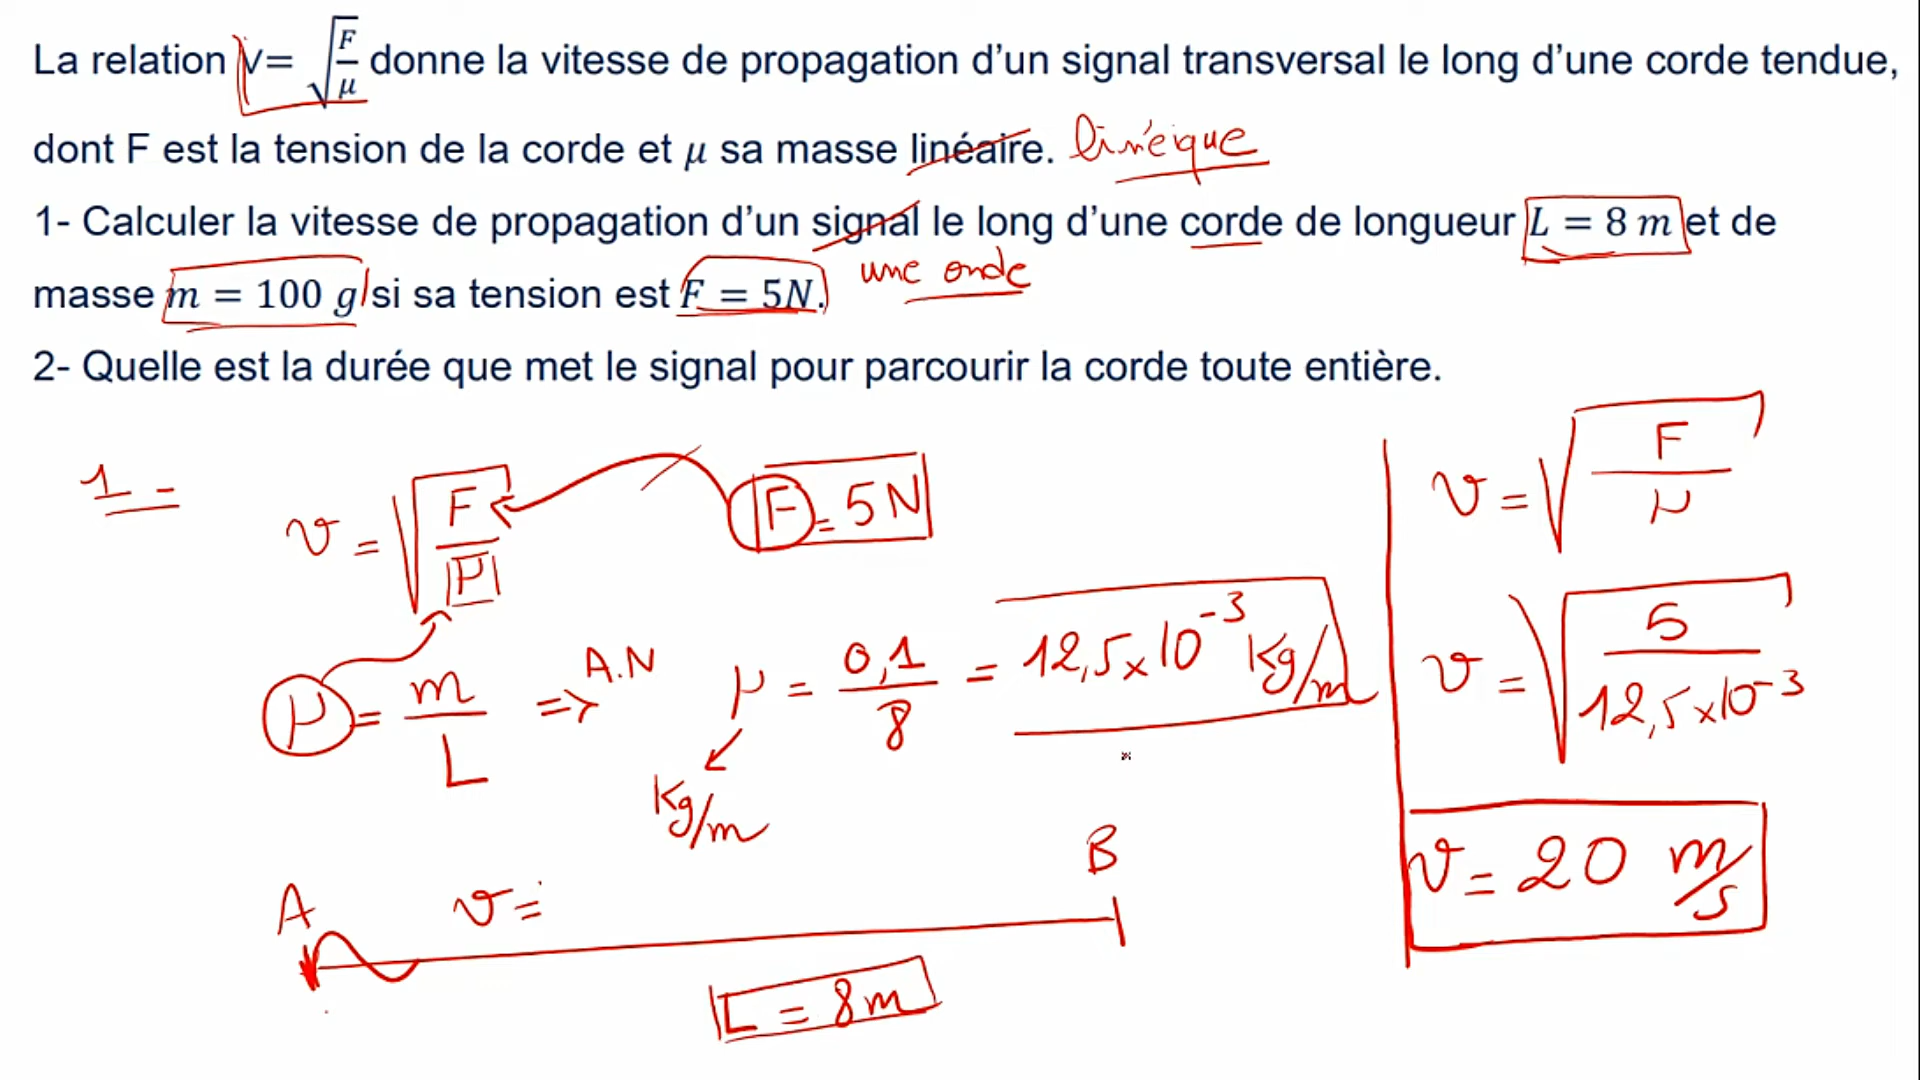 La relation v= √F/μ donne la vitesse de propagation d'un signal transversal le long d'une corde tendue,
dont F est la tension de la corde et μ sa masse linéaire. linéique
1- Calculer la vitesse de propagation d'un signal le long d'une corde de longueur L = 8 m et de
une onde
masse m = 100 g si sa tension est F = 5N.
2- Quelle est la durée que met le signal pour parcourir la corde toute entière.
1 =
v = √F/μ
F = 5N
μ = m/L => A.N μ = 0,1/8 = 12,5×10⁻³ Kg/m
Kg/m
v = √F/μ
v = √5/12,5×10⁻³
v = 20 m/s
A v = B
L = 8m